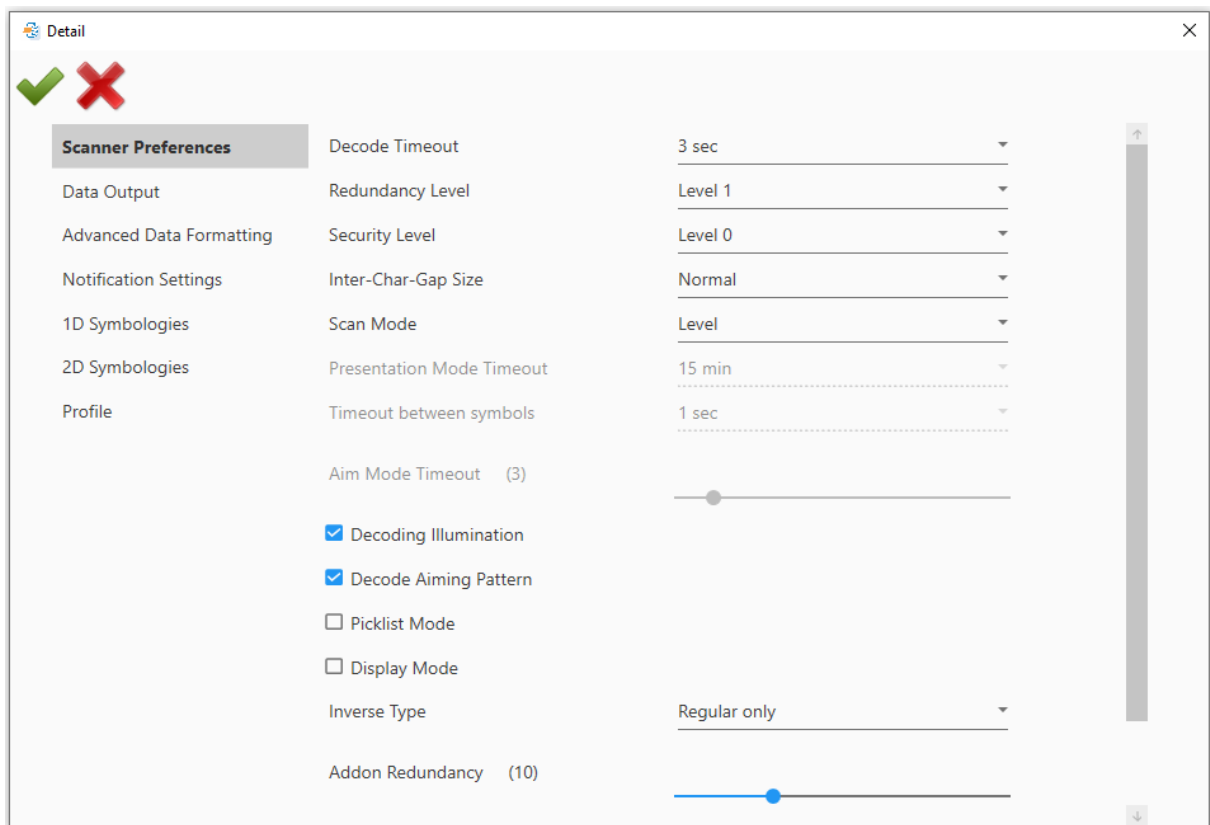 Detail
Scanner Preferences
Data Output
Advanced Data Formatting
Notification Settings
1D Symbologies
2D Symbologies
Profile
Decode Timeout 3 sec
Redundancy Level Level 1
Security Level Level 0
Inter-Char-Gap Size Normal
Scan Mode Level
Presentation Mode Timeout 15 min
Timeout between symbols 1 sec
Aim Mode Timeout (3)
Decoding Illumination
Decode Aiming Pattern
Picklist Mode
Display Mode
Inverse Type Regular only
Addon Redundancy (10)